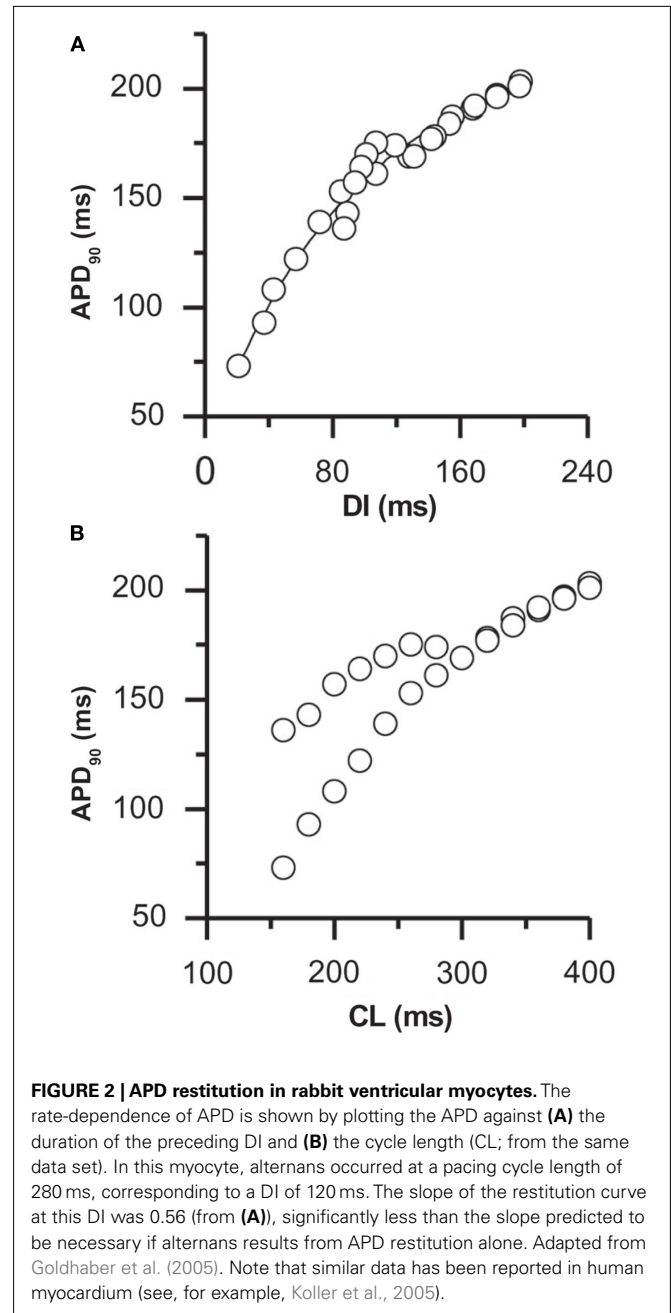 A
200
150
100
50
APD90 (ms)
0 80 160 240
DI (ms)
B
200
150
100
50
APD90 (ms)
100 200 300 400
CL (ms)
FIGURE 2 | APD restitution in rabbit ventricular myocytes. The
rate-dependence of APD is shown by plotting the APD against (A) the
duration of the preceding DI and (B) the cycle length (CL; from the same
data set). In this myocyte, alternans occurred at a pacing cycle length of
280 ms, corresponding to a DI of 120 ms. The slope of the restitution curve
at this DI was 0.56 (from (A)), significantly less than the slope predicted to
be necessary if alternans results from APD restitution alone. Adapted from
Goldhaber et al. (2005). Note that similar data has been reported in human
myocardium (see, for example, Koller et al., 2005).